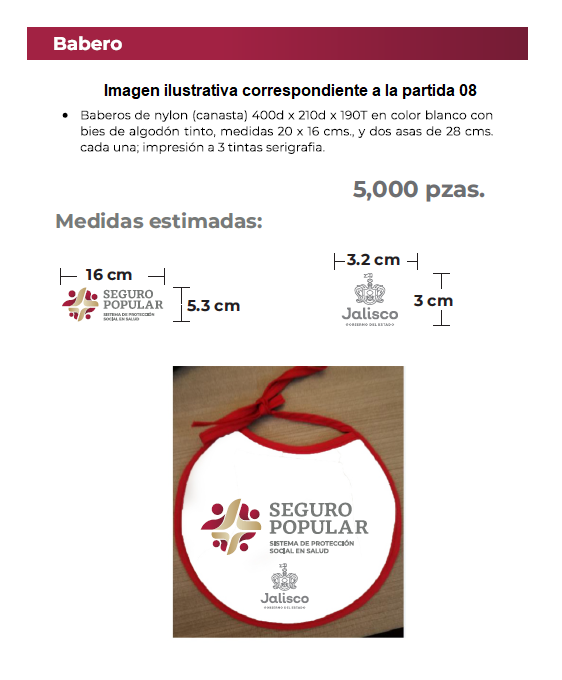 Babero
Imagen ilustrativa correspondiente a la partida 08
• Baberos de nylon (canasta) 400d x 210d x 190T en color blanco con
bies de algodón tinto, medidas 20 x 16 cms., y dos asas de 28 cms.
cada una; impresión a 3 tintas serigrafia.
5,000 pzas.
Medidas estimadas:
16 cm
SEGURO
POPULAR
SISTEMA DE PROTECCIÓN
SOCIAL EN SALUD
5.3 cm
3.2 cm
Jalisco
GOBIERNO DEL ESTADO
3 cm
SEGURO
POPULAR
SISTEMA DE PROTECCIÓN
SOCIAL EN SALUD
Jalisco
GOBIERNO DEL ESTADO